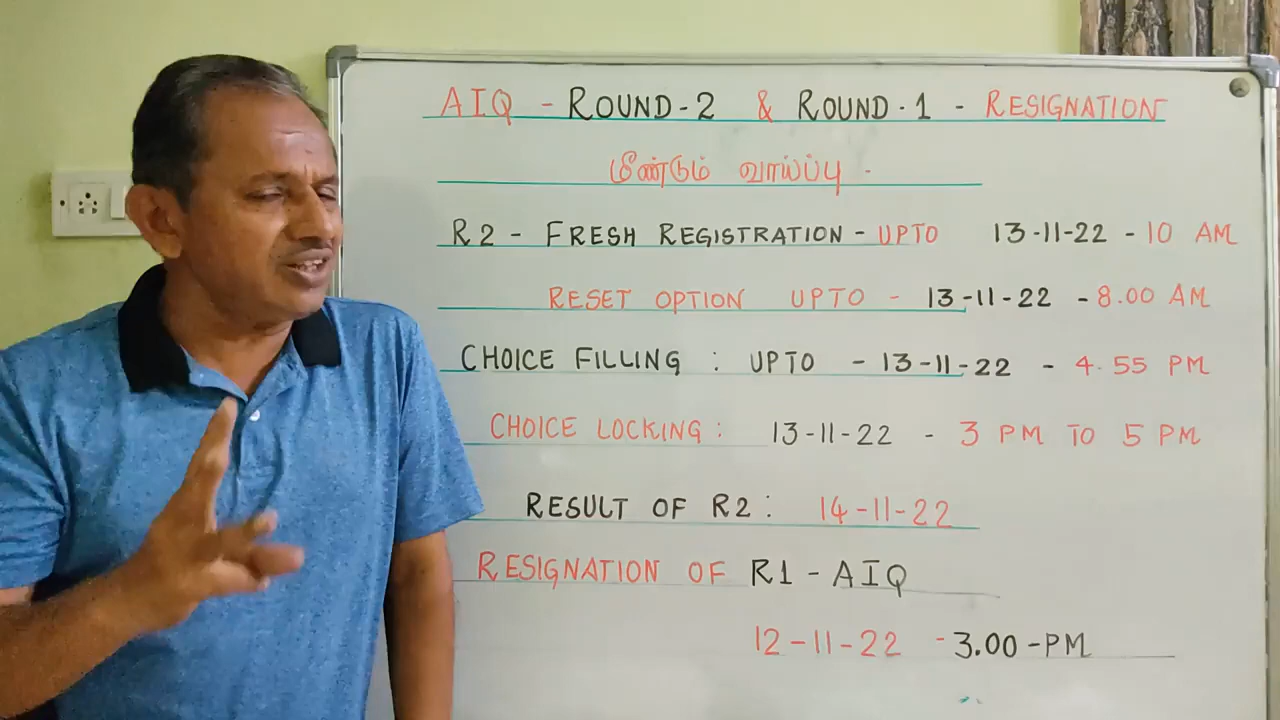 AIQ - ROUND-2 & ROUND-1 - RESIGNATION
மீண்டும் வாய்ப்பு -
R2 - FRESH REGISTRATION - UPTO 13-11-22 - 10 AM
RESET OPTION UPTO - 13-11-22 - 8.00 AM
CHOICE FILLING : UPTO - 13-11-22 - 4.55 PM
CHOICE LOCKING : 13-11-22 - 3 PM TO 5 PM
RESULT OF R2 : 14-11-22
RESIGNATION OF R1 - AIQ
12-11-22 - 3.00 - PM